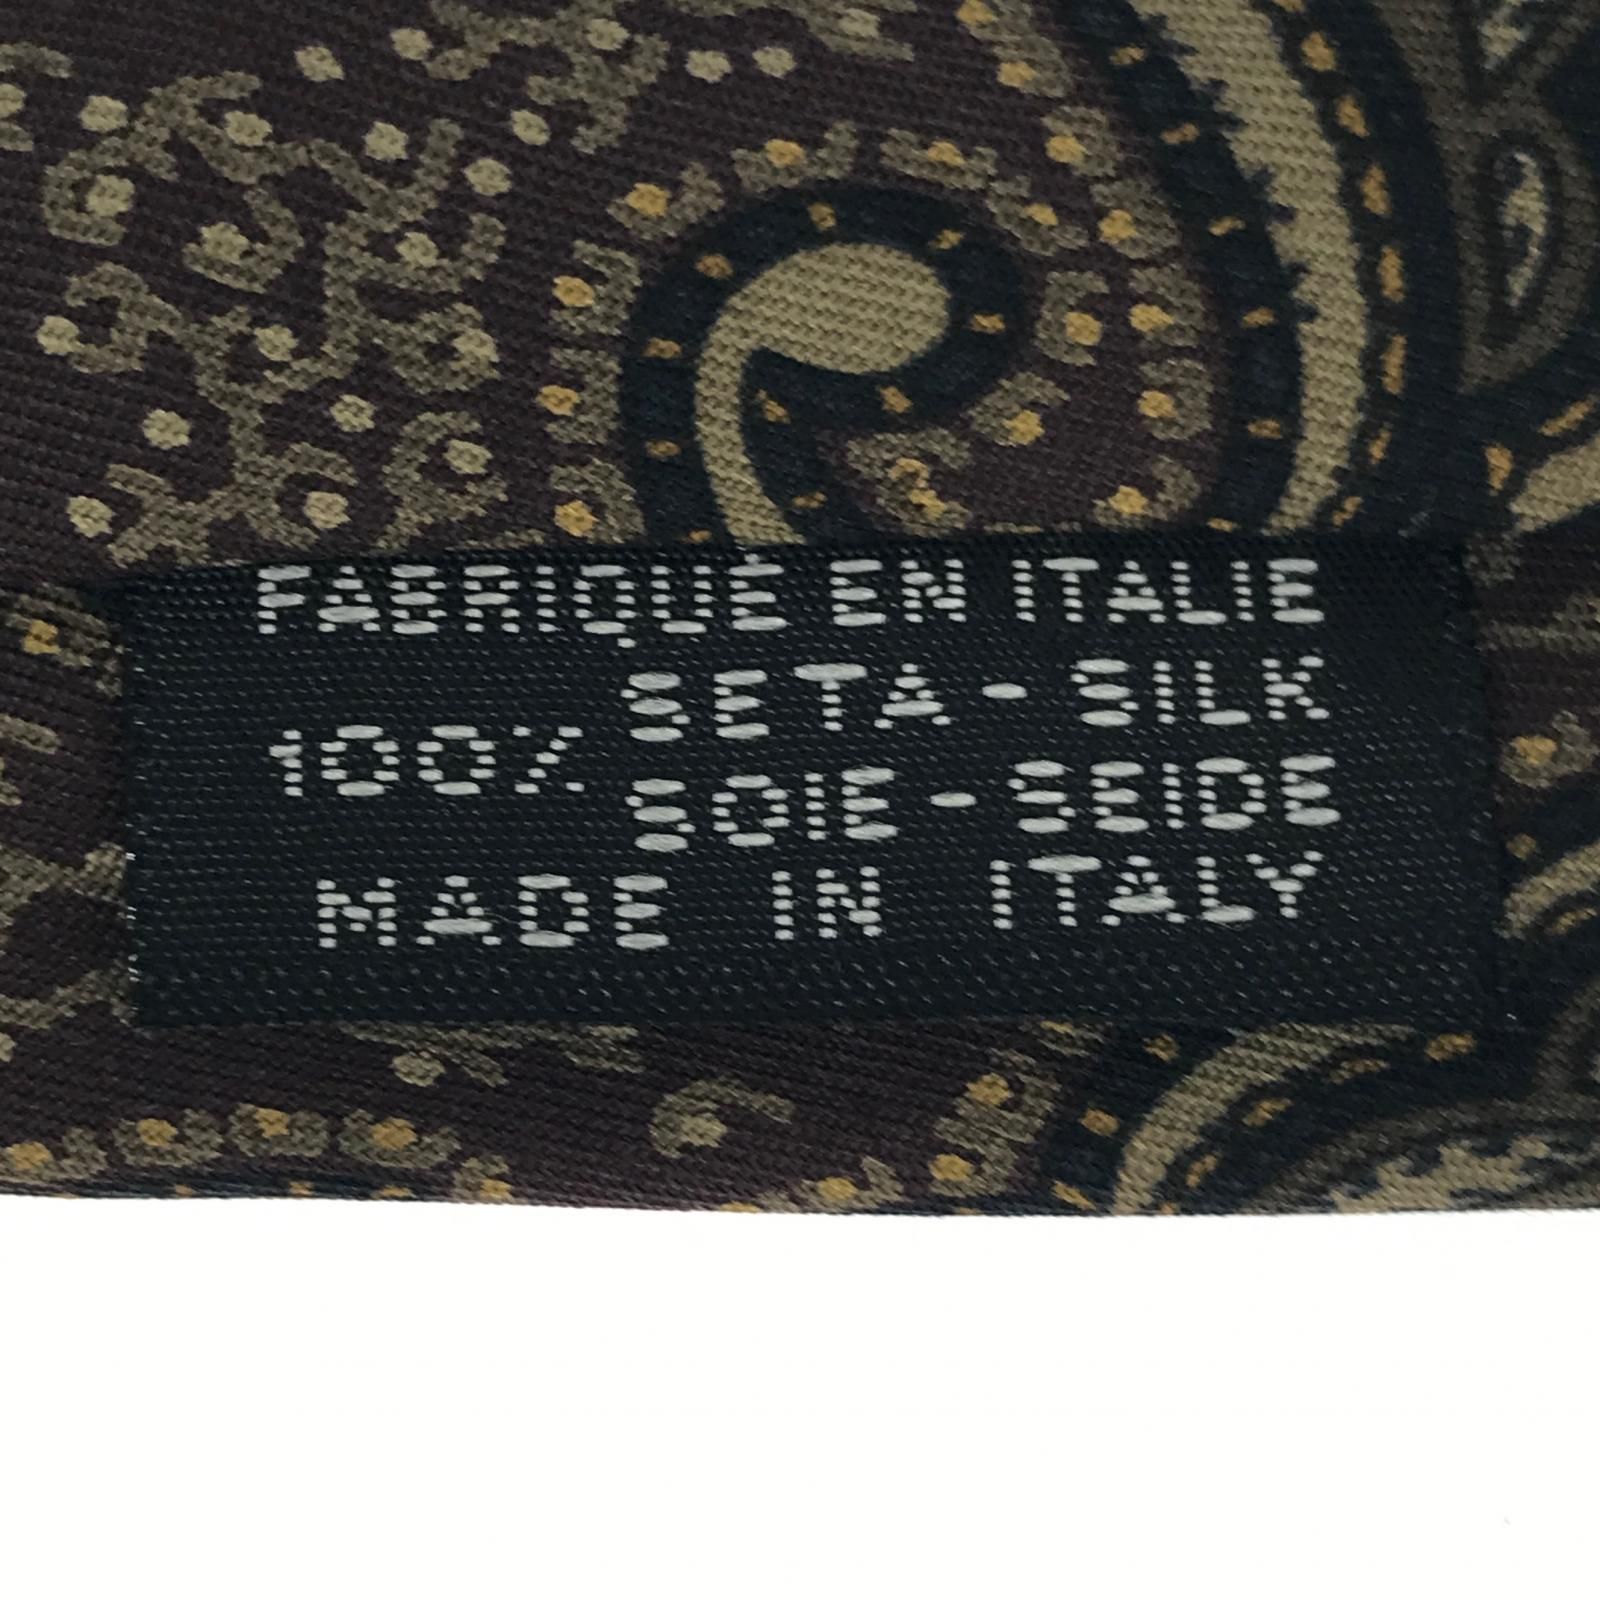 FABRIQUÉ EN ITALIE
SETA - SILK
100%
SOIE - SEIDE
MADE IN ITALY